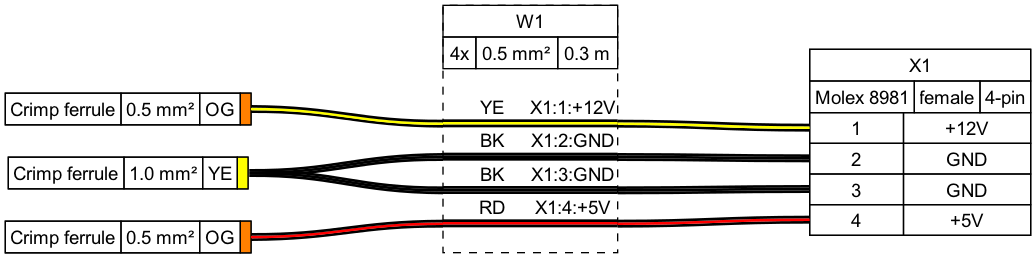 W1
4x 0.5 mm² 0.3 m
X1
Molex 8981 female 4-pin
Crimp ferrule 0.5 mm² OG
YE X1:1:+12V
1 +12V
BK X1:2:GND
2 GND
Crimp ferrule 1.0 mm² YE
BK X1:3:GND
3 GND
RD X1:4:+5V
4 +5V
Crimp ferrule 0.5 mm² OG